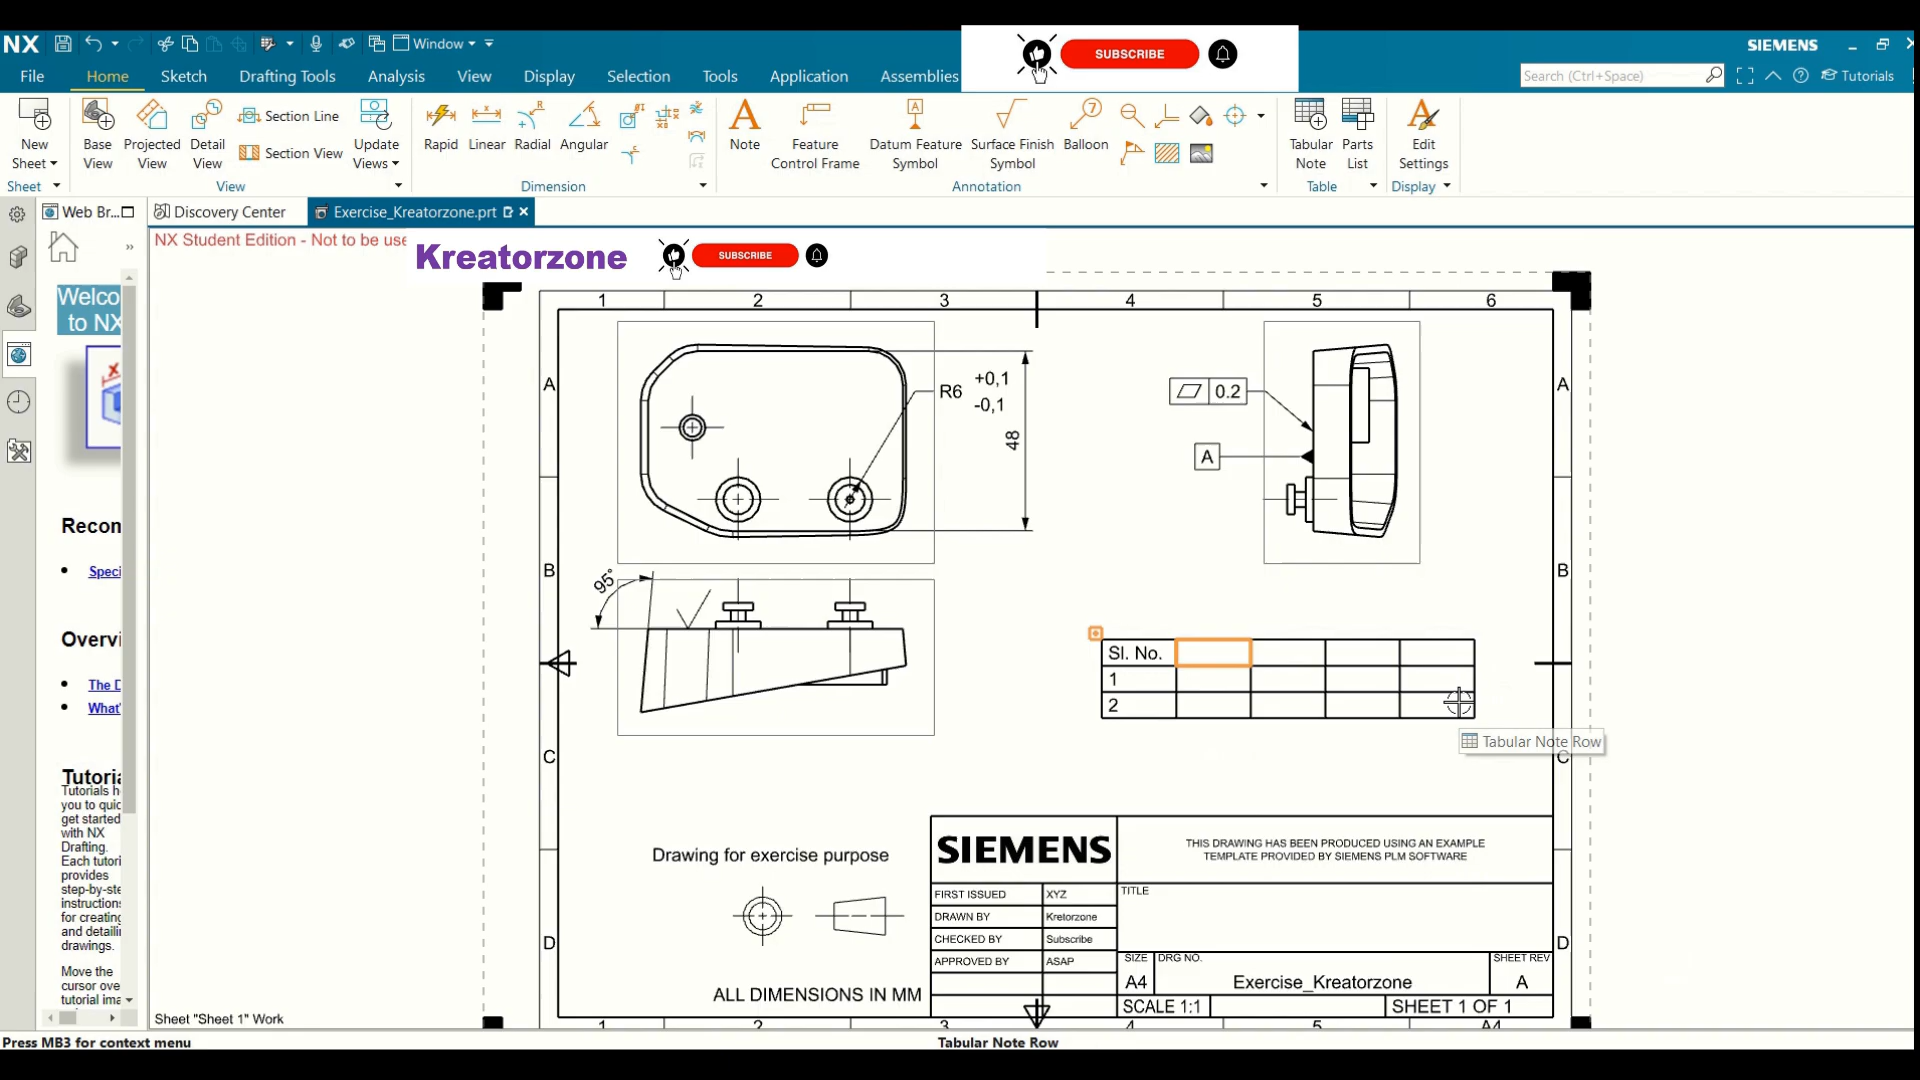 NX
Window
SUBSCRIBE
SIEMENS
File
Home
Sketch
Drafting Tools
Analysis
View
Display
Selection
Tools
Application
Assemblies
Search (Ctrl+Space)
Tutorials
New
Sheet
Base
View
Projected
View
Detail
View
Section Line
Section View
Update
Views
Rapid
Linear
Radial
Angular
Note
Feature
Control Frame
Datum Feature
Symbol
Surface Finish
Symbol
Balloon
Tabular
Note
Parts
List
Edit
Settings
Sheet
View
Dimension
Annotation
Table
Display
Web Br...
Discovery Center
Exercise_Kreatorzone.prt
NX Student Edition - Not to be use
Kreatorzone
SUBSCRIBE
Welco
to NX
Recon
Speci
Overvi
The D
What'
Tutoria
Tutorials h
you to quic
get started
with NX
Drafting.
Each tutori
provides
step-by-ste
instructions
for creating
and detaili
drawings.
Move the
cursor ove
tutorial ima
1 2 3 4 5 6
A
B
C
D
A
B
C
D
R6 +0,1
-0,1
48
0.2
A
95°
Sl. No.
1
2
Tabular Note Row
Drawing for exercise purpose
ALL DIMENSIONS IN MM
SIEMENS
THIS DRAWING HAS BEEN PRODUCED USING AN EXAMPLE
TEMPLATE PROVIDED BY SIEMENS PLM SOFTWARE
FIRST ISSUED XYZ
DRAWN BY Kretorzone
CHECKED BY Subscribe
APPROVED BY ASAP
TITLE
SIZE DRG NO. SHEET REV
A4 Exercise_Kreatorzone A
SCALE 1:1 SHEET 1 OF 1
1 2 3 4 5 A4
Sheet "Sheet 1" Work
Press MB3 for context menu
Tabular Note Row